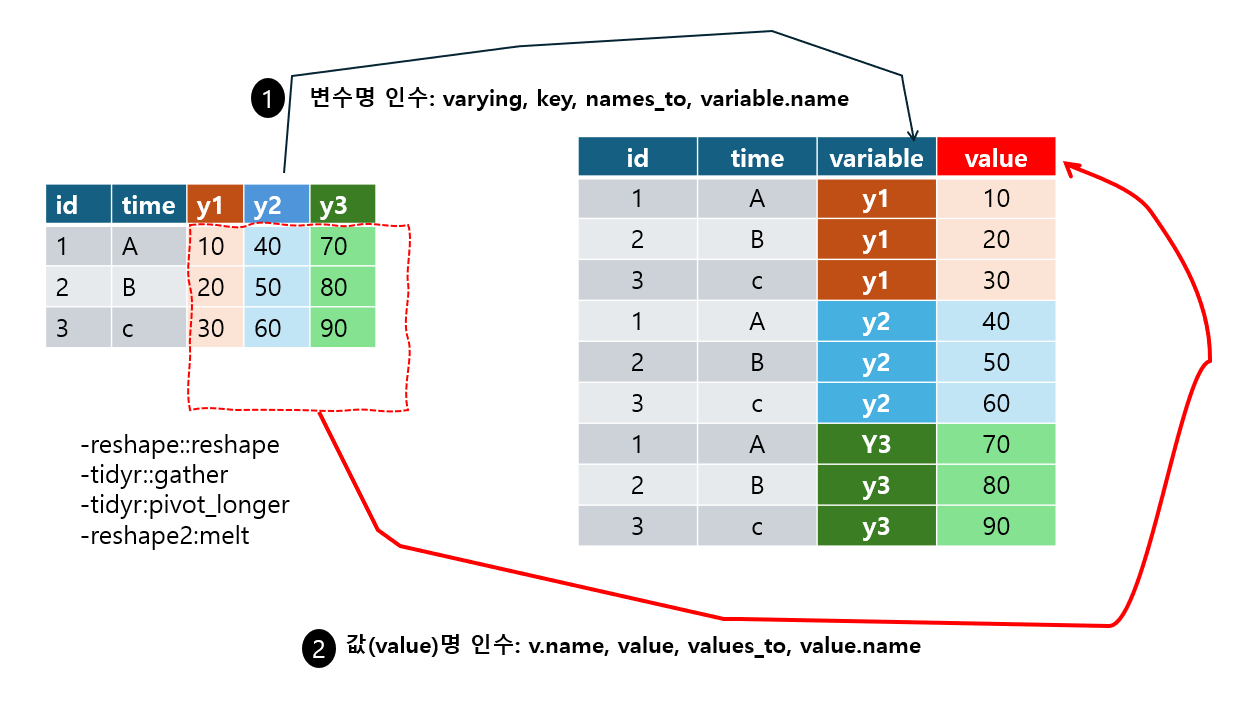 1 변수명 인수: varying, key, names_to, variable.name
id time y1 y2 y3
1 A 10 40 70
2 B 20 50 80
3 c 30 60 90
id time variable value
1 A y1 10
2 B y1 20
3 c y1 30
1 A y2 40
2 B y2 50
3 c y2 60
1 A Y3 70
2 B y3 80
3 c y3 90
-reshape::reshape
-tidyr::gather
-tidyr:pivot_longer
-reshape2:melt
2 값(value)명 인수: v.name, value, values_to, value.name